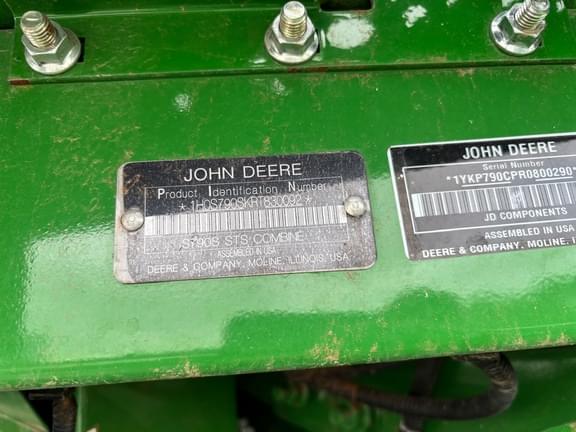 JOHN DEERE
Product Identification Number
*1H0S790SKRT830092*
S790S STS COMBINE
ASSEMBLED IN USA
DEERE & COMPANY, MOLINE, ILLINOIS, USA
JOHN DEERE
Serial Number
*1YKP790CPR0800290*
JD COMPONENTS
ASSEMBLED IN USA
DEERE & COMPANY, MOLINE,